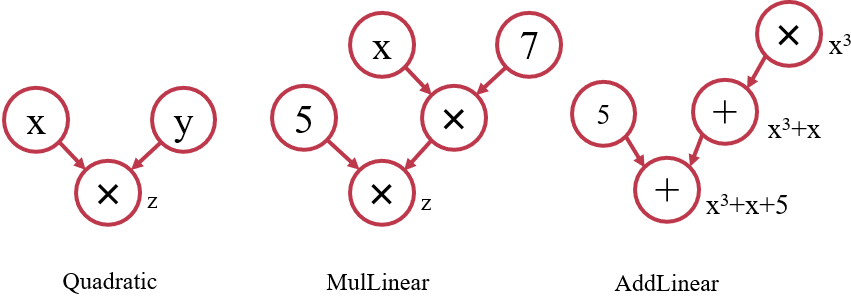 x
y
×
z
Quadratic
x
7
5
×
×
z
MulLinear
×
x³
5
+
x³+x
+
x³+x+5
AddLinear